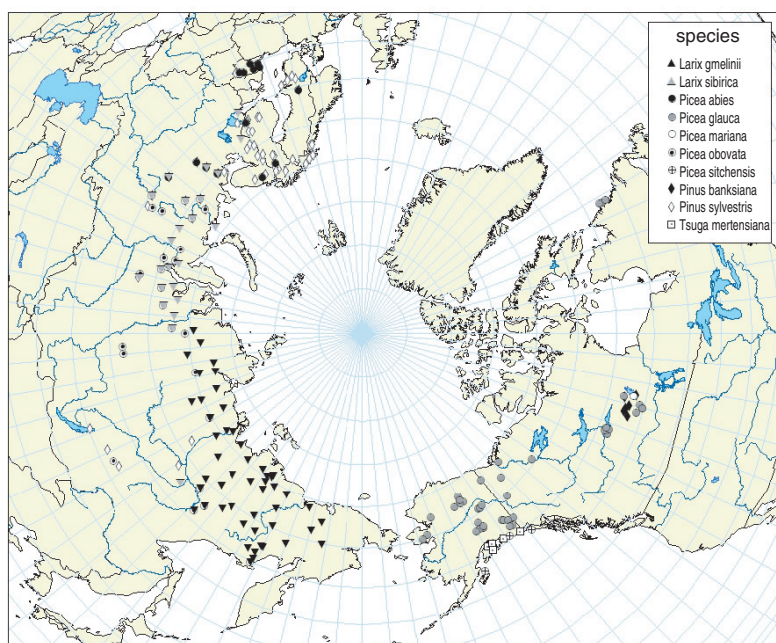 species
Larix gmelinii
Larix sibirica
Picea abies
Picea glauca
Picea mariana
Picea obovata
Picea sitchensis
Pinus banksiana
Pinus sylvestris
Tsuga mertensiana